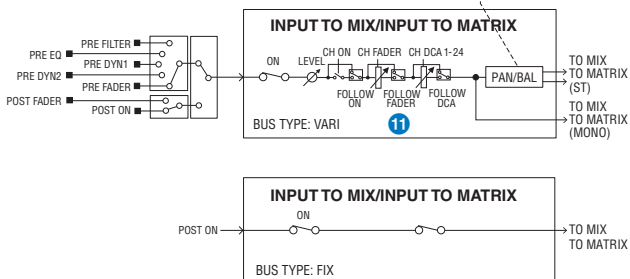 INPUT TO MIX/INPUT TO MATRIX
PRE FILTER
PRE EQ
PRE DYN1
PRE DYN2
PRE FADER
POST FADER
POST ON
ON
LEVEL
CH ON
CH FADER
CH DCA 1-24
FOLLOW ON
FOLLOW FADER
FOLLOW DCA
PAN/BAL
TO MIX
TO MATRIX
(ST)
TO MIX
TO MATRIX
(MONO)
BUS TYPE: VARI
11
INPUT TO MIX/INPUT TO MATRIX
ON
POST ON
TO MIX
TO MATRIX
BUS TYPE: FIX